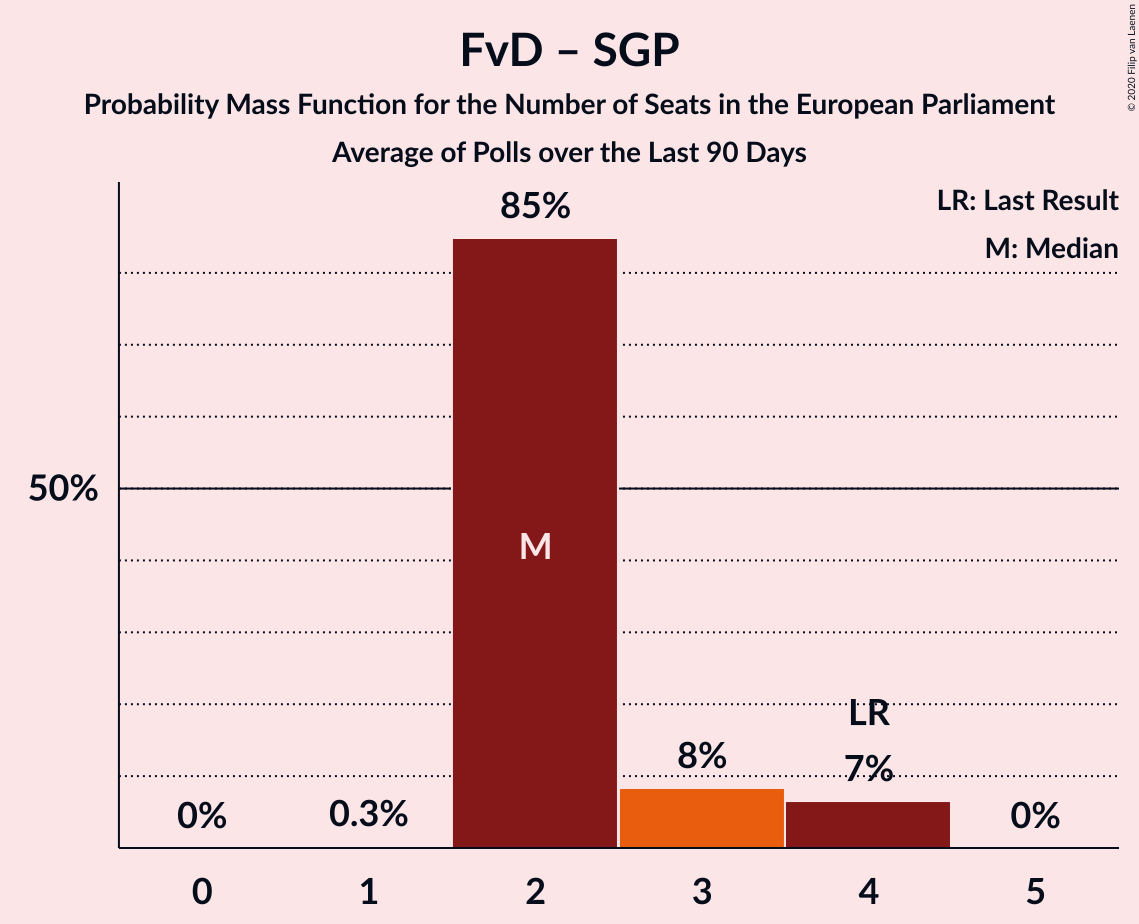 FvD – SGP
Probability Mass Function for the Number of Seats in the European Parliament
Average of Polls over the Last 90 Days
© 2020 Filip van Laenen
LR: Last Result
M: Median
85%
50%
M
LR
8%
7%
0%
0.3%
0%
0 1 2 3 4 5